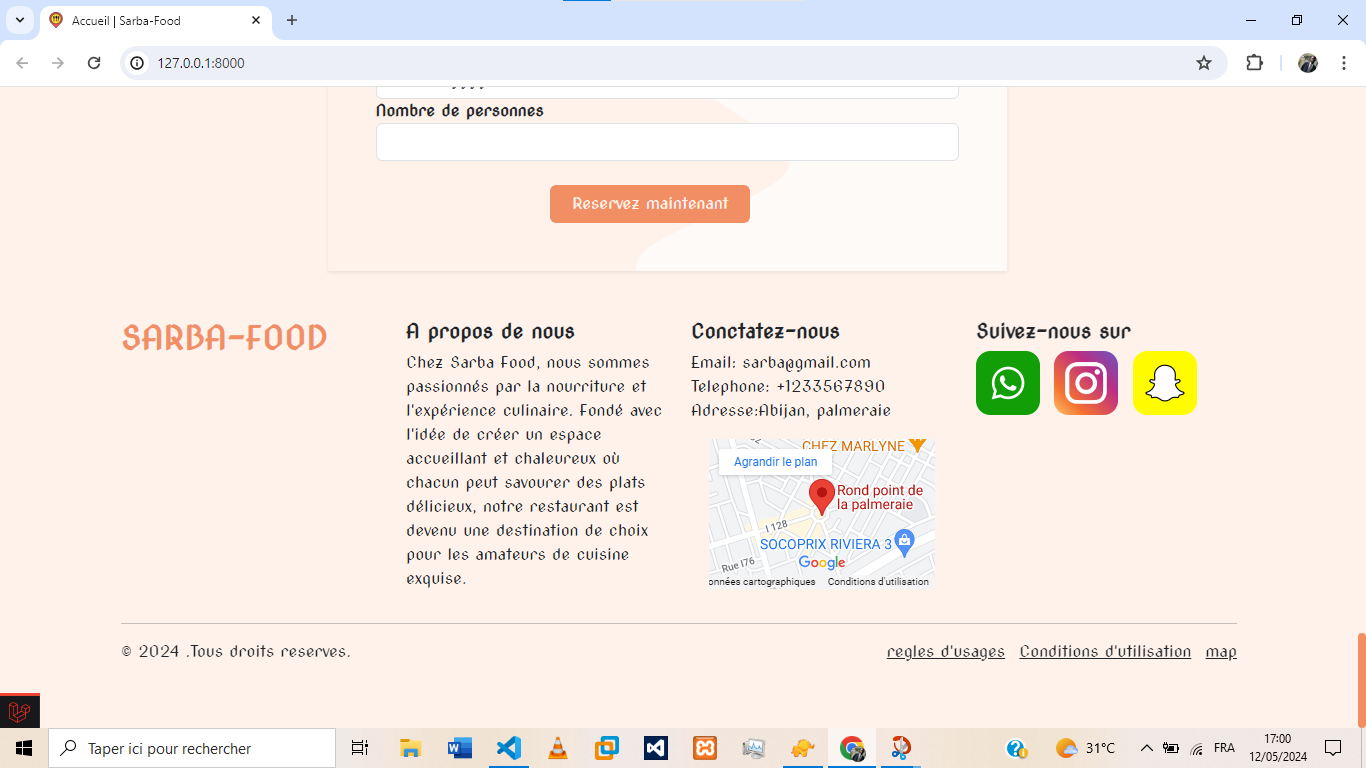 Accueil | Sarba-Food
127.0.0.1:8000
Nombre de personnes
Reservez maintenant
SARBA-FOOD
A propos de nous
Chez Sarba Food, nous sommes
passionnés par la nourriture et
l'expérience culinaire. Fondé avec
l'idée de créer un espace
accueillant et chaleureux où
chacun peut savourer des plats
délicieux, notre restaurant est
devenu une destination de choix
pour les amateurs de cuisine
exquise.
Conctatez-nous
Email: sarba@gmail.com
Telephone: +1233567890
Adresse:Abijan, palmeraie
CHEZ MARLYNE
Agrandir le plan
Rond point de
la palmeraie
I 128
SOCOPRIX RIVIERA 3
Rue I76
Google
onnées cartographiques
Conditions d'utilisation
Suivez-nous sur
© 2024 .Tous droits reserves.
regles d'usages Conditions d'utilisation map
Taper ici pour rechercher
31°C
FRA
17:00
12/05/2024